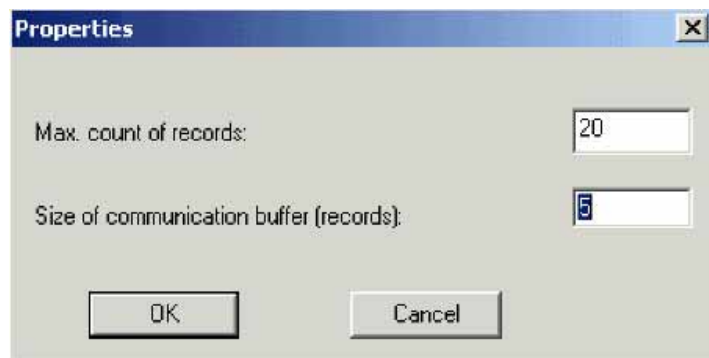 Properties
Max. count of records: 20
Size of communication buffer (records): 5
OK Cancel